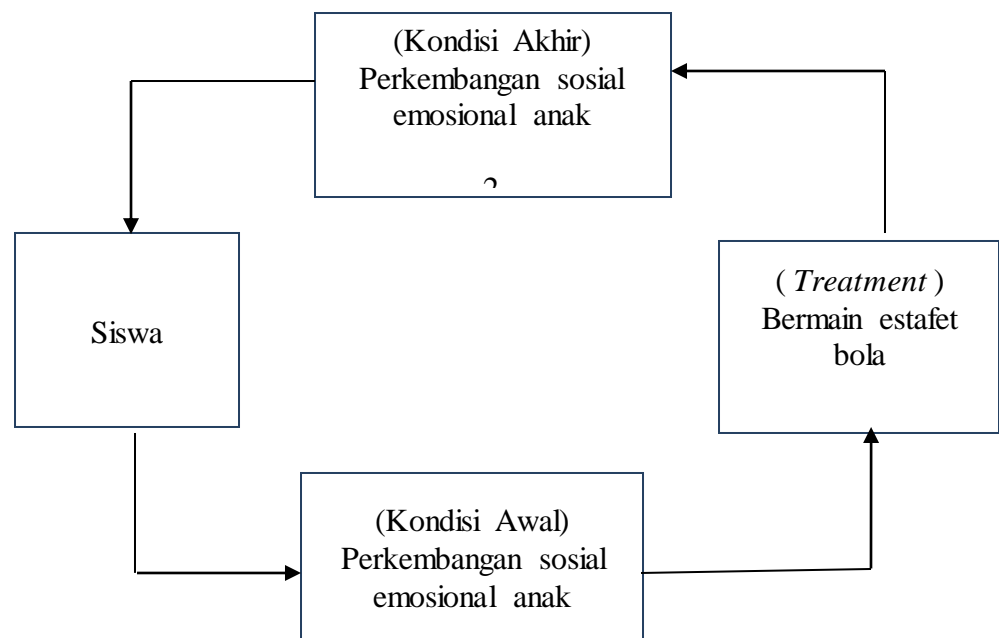 (Kondisi Akhir)
Perkembangan sosial
emosional anak
Siswa
(Treatment)
Bermain estafet
bola
(Kondisi Awal)
Perkembangan sosial
emosional anak